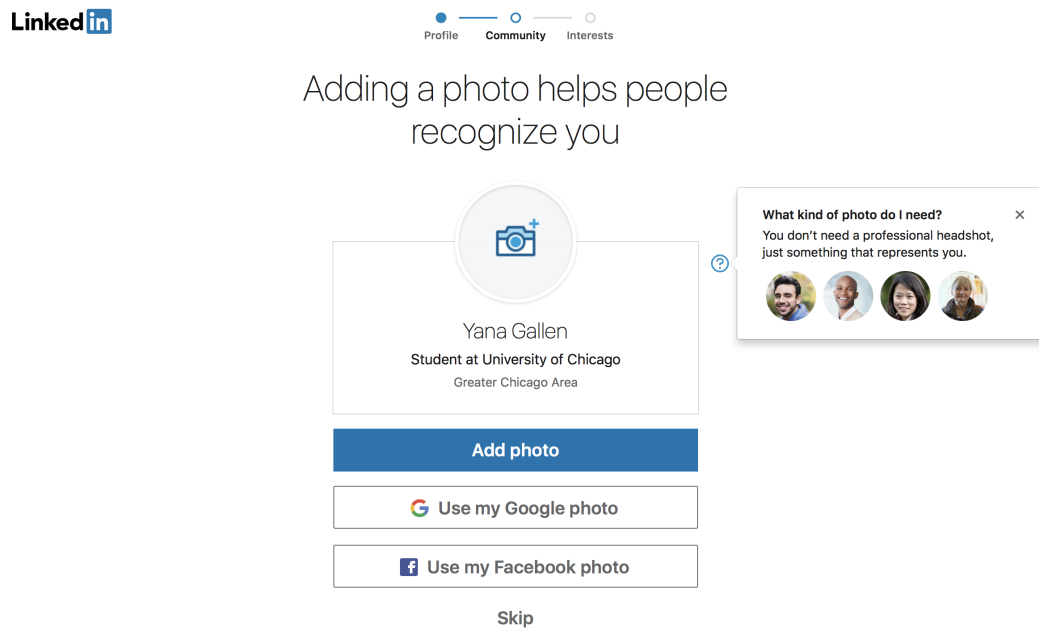 Linked in
Profile
Community
Interests
Adding a photo helps people
recognize you
What kind of photo do I need?
You don’t need a professional headshot,
just something that represents you.
Yana Gallen
Student at University of Chicago
Greater Chicago Area
Add photo
Use my Google photo
Use my Facebook photo
Skip